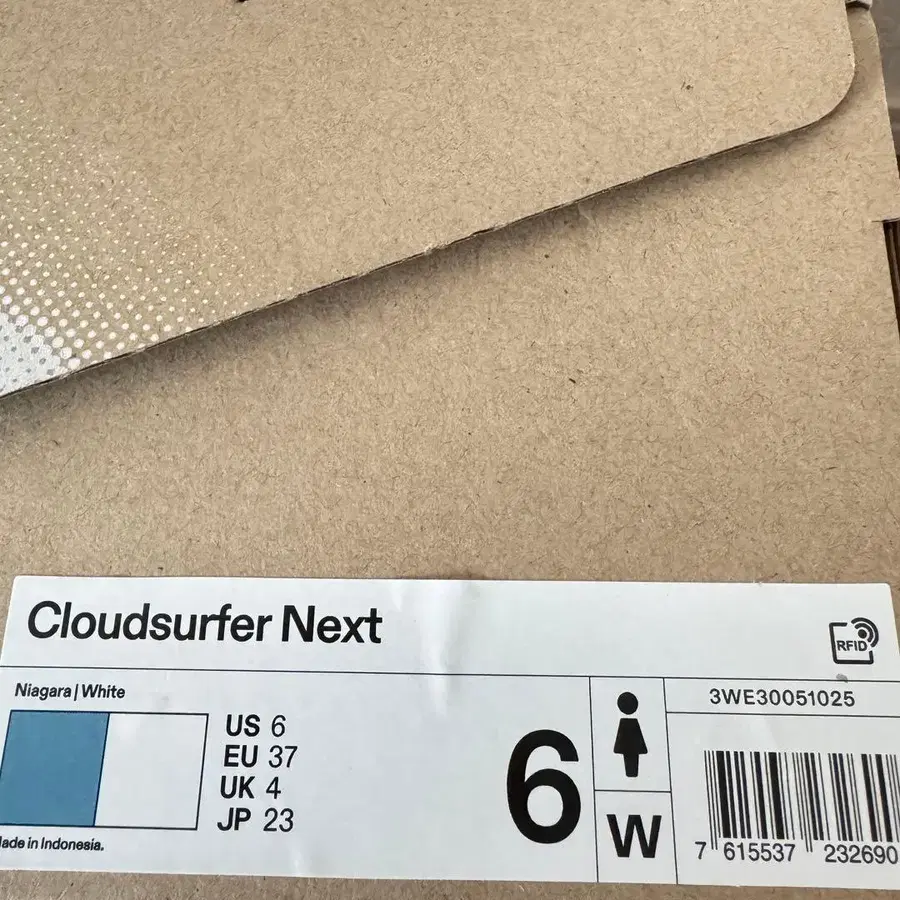 Cloudsurfer Next
RFID
Niagara | White
3WE30051025
US 6
EU 37
UK 4
JP 23
6
W
Made in Indonesia.
7 615537 232690